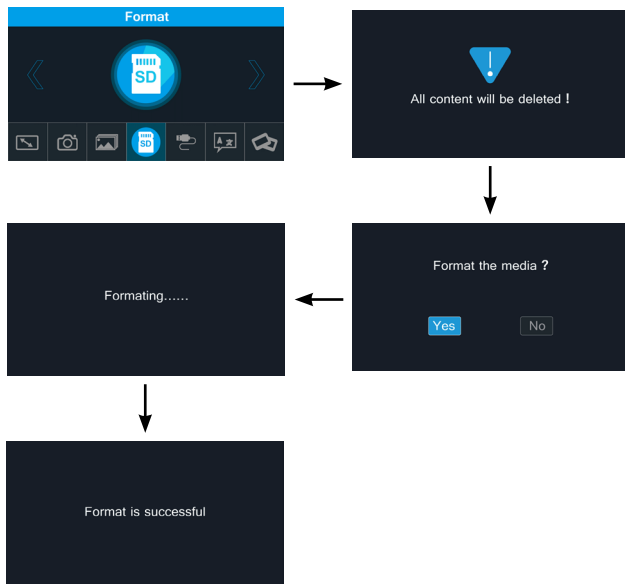 Format
SD
SD
A
All content will be deleted !
Format the media ?
Yes No
Formating......
Format is successful